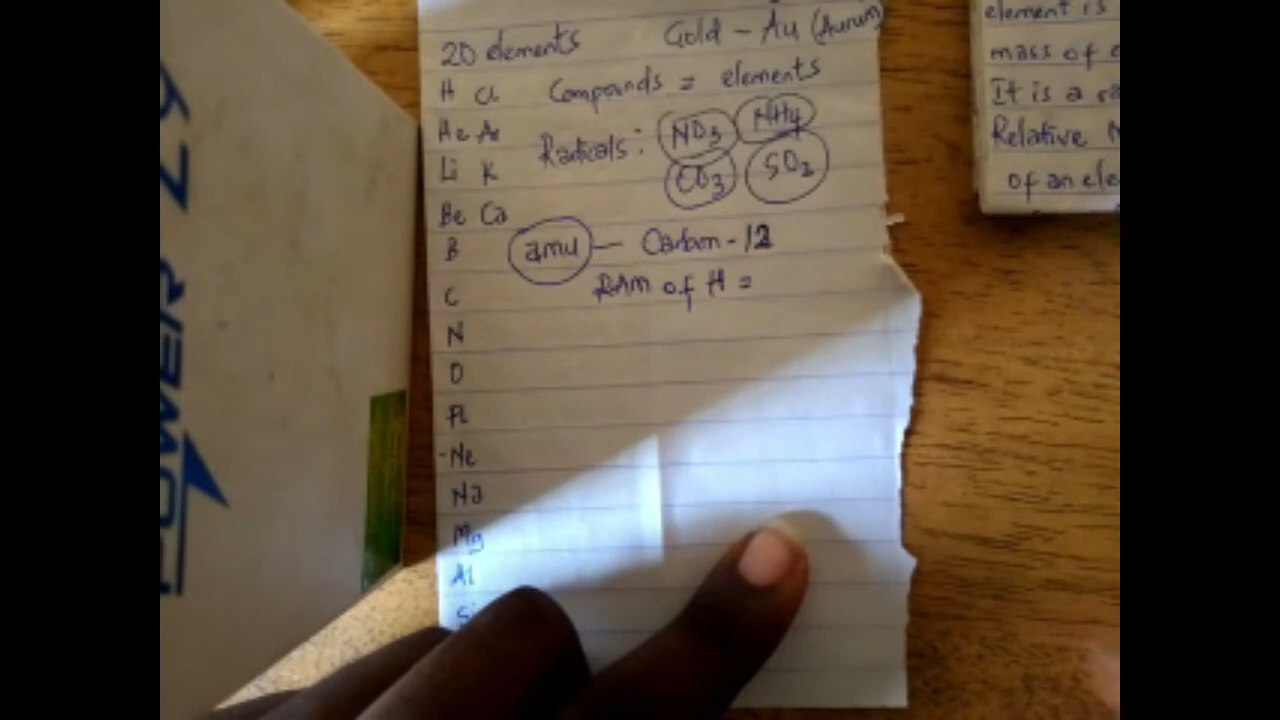 20 elements Gold - Au (Aurum)
H Cl Compounds = elements
He Ar Radicals: NO3 NH4
Li K CO3 SO2
Be Ca
B amu — Carbon-12
C RAM of H =
N
O
Fl
-Ne
Na
Mg
Al
Si
POWER
element is
mass of
It is a
Relative
of an ele